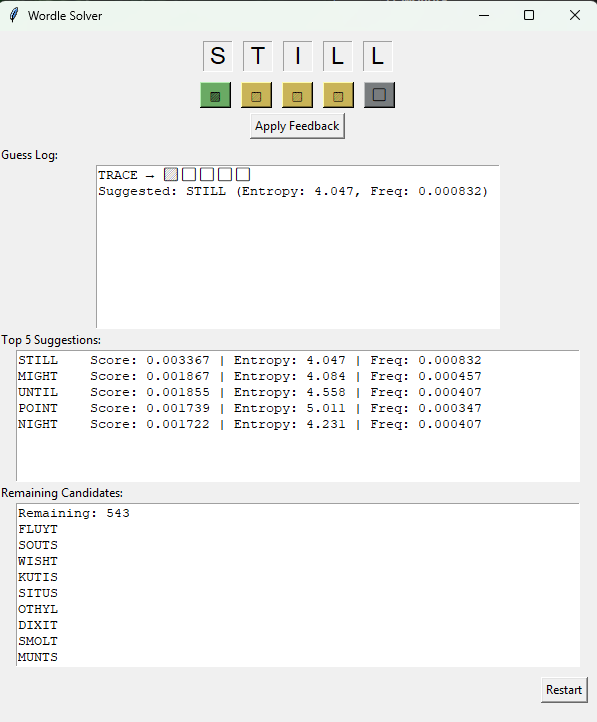 Wordle Solver
S T I L L
Apply Feedback
Guess Log:
TRACE →
Suggested: STILL (Entropy: 4.047, Freq: 0.000832)
Top 5 Suggestions:
STILL Score: 0.003367 | Entropy: 4.047 | Freq: 0.000832
MIGHT Score: 0.001867 | Entropy: 4.084 | Freq: 0.000457
UNTIL Score: 0.001855 | Entropy: 4.558 | Freq: 0.000407
POINT Score: 0.001739 | Entropy: 5.011 | Freq: 0.000347
NIGHT Score: 0.001722 | Entropy: 4.231 | Freq: 0.000407
Remaining Candidates:
Remaining: 543
FLUYT
SOUTS
WISHT
KUTIS
SITUS
OTHYL
DIXIT
SMOLT
MUNTS
Restart